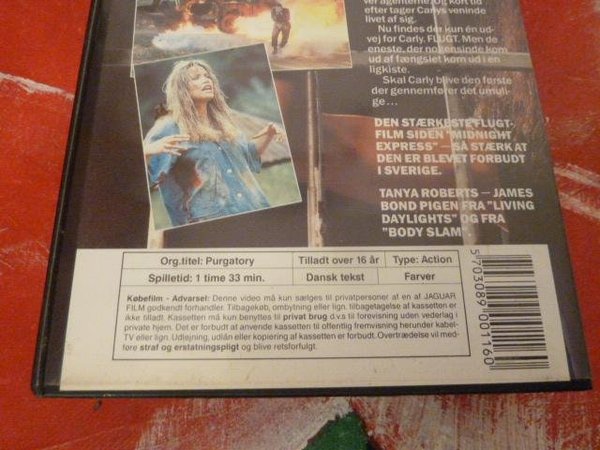 ver agenterne. Og kort tid
efter tager Carlys veninde
livet af sig.
Nu findes der kun én ud-
vej for Carly. FLUGT. Men de
eneste, der nogensinde kom
ud af fængslet kom ud i en
ligkiste.
Skal Carly blive den første
der gennemfører det umuli-
ge...
DEN STÆRKESTE FLUGT-
FILM SIDEN "MIDNIGHT
EXPRESS" — SÅ STÆRK AT
DEN ER BLEVET FORBUDT
I SVERIGE.
TANYA ROBERTS — JAMES
BOND PIGEN FRA "LIVING
DAYLIGHTS" OG FRA
"BODY SLAM".
Org.titel: Purgatory
Tilladt over 16 år
Type: Action
Spilletid: 1 time 33 min.
Dansk tekst
Farver
Købefilm - Advarsel: Denne video må kun sælges til privatpersoner af en af JAGUAR
FILM godkendt forhandler. Tilbagekøb, ombytning eller lign. tilbagetagelse af kassetten er
ikke tilladt. Kassetten må kun benyttes til privat brug d.v.s til forevisning uden vederlag i
private hjem. Det er forbudt at anvende kassetten til offentlig fremvisning herunder kabel-
TV eller lign. Udlejning, udlån eller kopiering af kassetten er forbudt. Overtrædelse vil med-
føre straf og erstatningspligt og blive retsforfulgt.
5703089001160